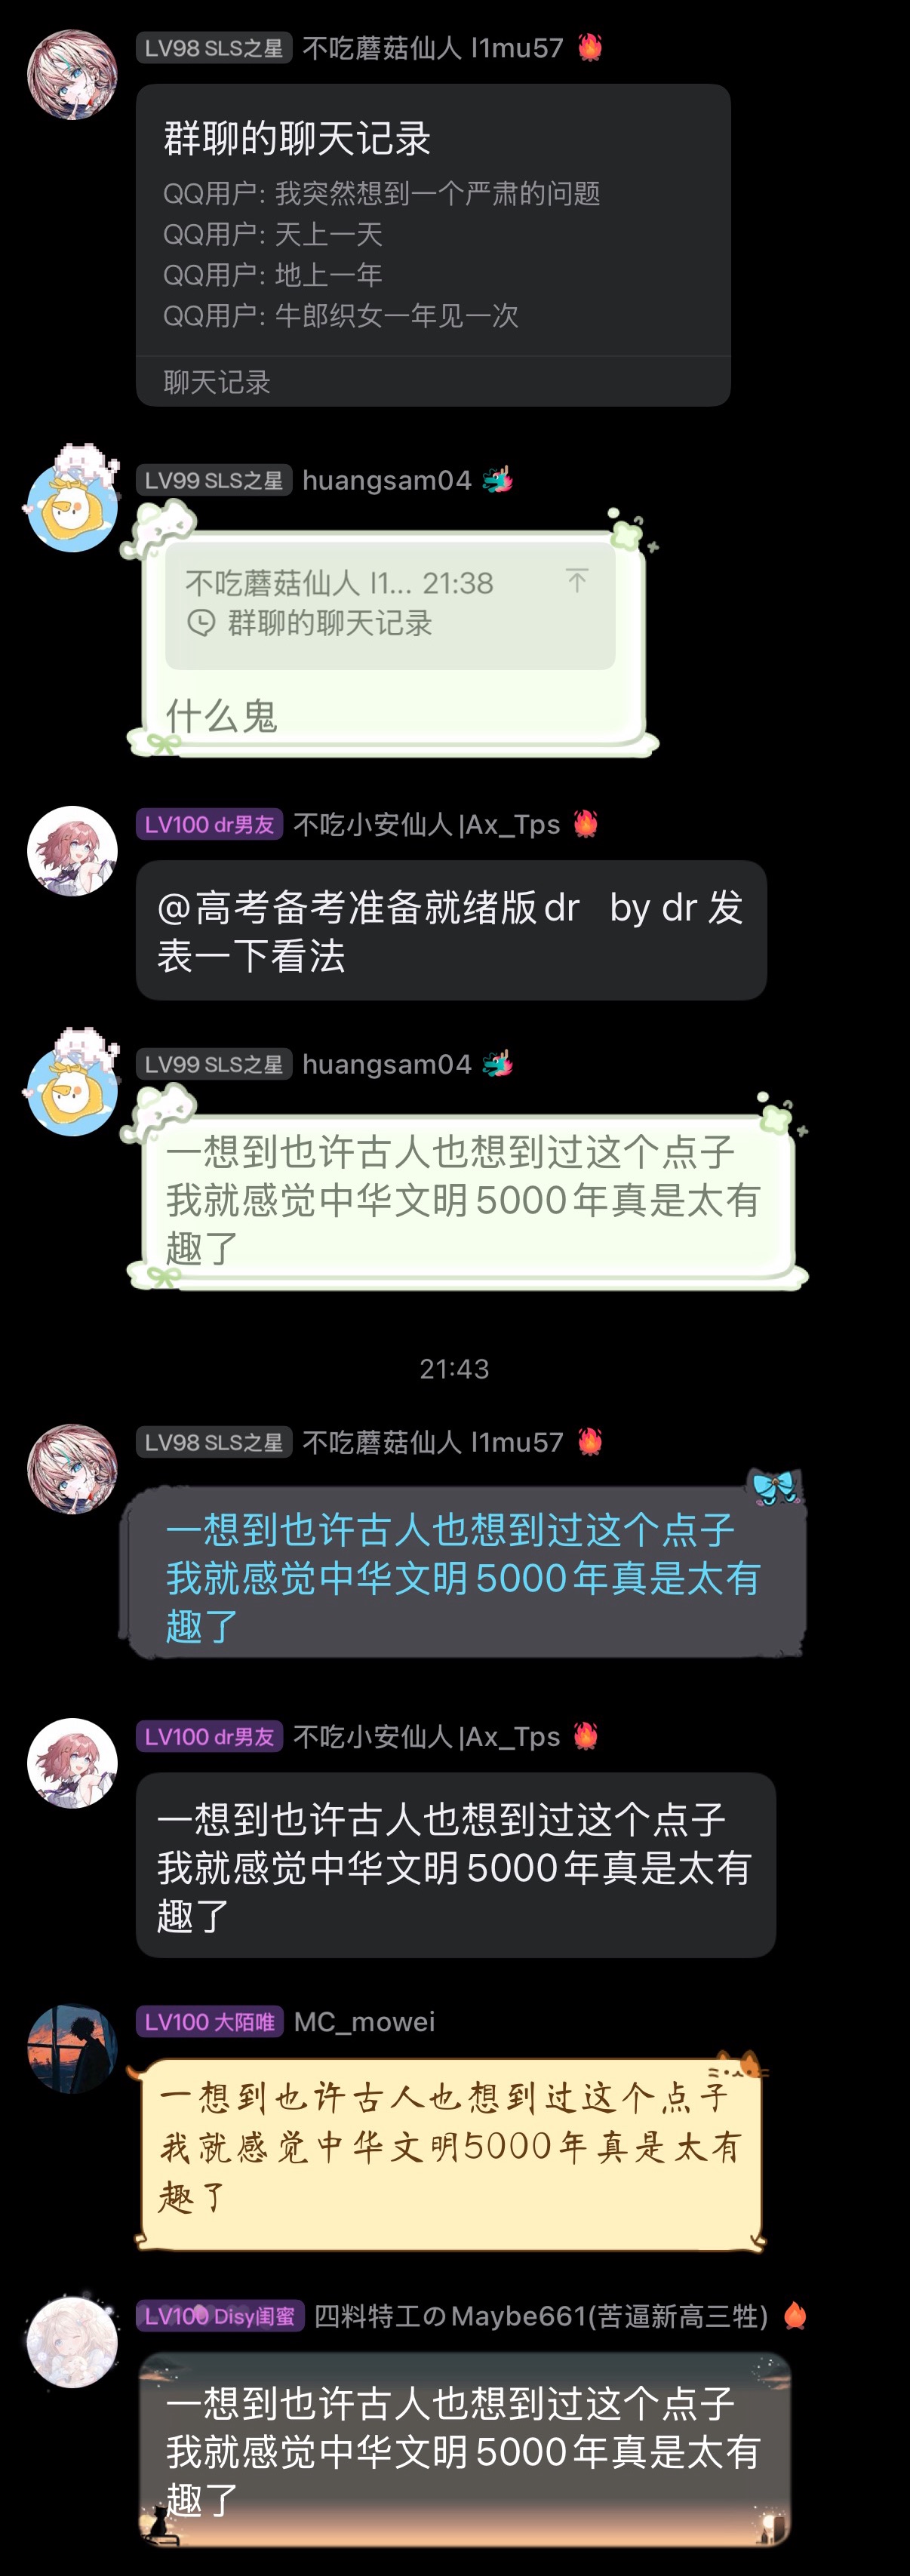 LV98 SLS之星 不吃蘑菇仙人 l1mu57
群聊的聊天记录
QQ用户: 我突然想到一个严肃的问题
QQ用户: 天上一天
QQ用户: 地上一年
QQ用户: 牛郎织女一年见一次
聊天记录
LV99 SLS之星 huangsam04
不吃蘑菇仙人 l1... 21:38
群聊的聊天记录
什么鬼
LV100 dr男友 不吃小安仙人|Ax_Tps
@高考备考准备就绪版dr by dr 发
表一下看法
LV99 SLS之星 huangsam04
一想到也许古人也想到过这个点子
我就感觉中华文明5000年真是太有
趣了
21:43
LV98 SLS之星 不吃蘑菇仙人 l1mu57
一想到也许古人也想到过这个点子
我就感觉中华文明5000年真是太有
趣了
LV100 dr男友 不吃小安仙人|Ax_Tps
一想到也许古人也想到过这个点子
我就感觉中华文明5000年真是太有
趣了
LV100 大陌唯 MC_mowei
一想到也许古人也想到过这个点子
我就感觉中华文明5000年真是太有
趣了
LV100 Disy闺蜜 四料特工のMaybe661(苦逼新高三牲)
一想到也许古人也想到过这个点子
我就感觉中华文明5000年真是太有
趣了